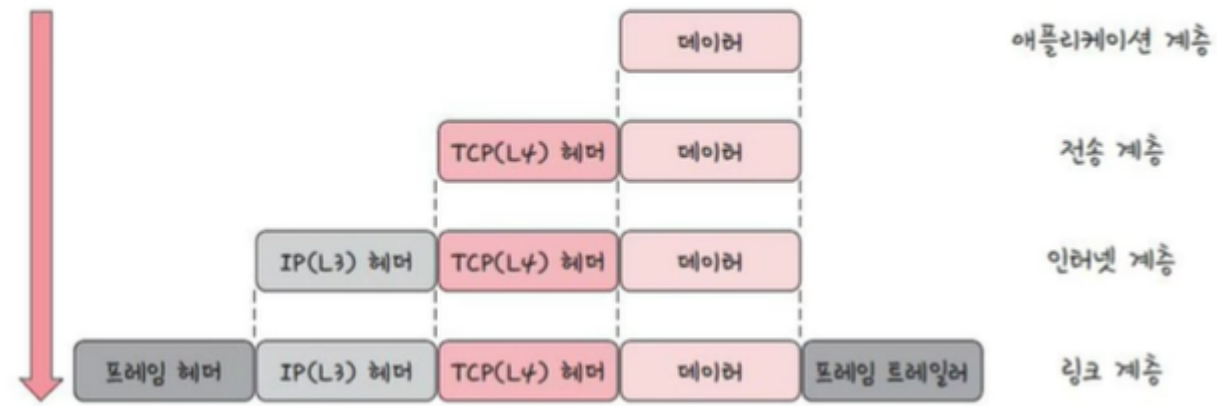 데이터 애플리케이션 계층
TCP(L4) 헤더 데이터 전송 계층
IP(L3) 헤더 TCP(L4) 헤더 데이터 인터넷 계층
프레임 헤더 IP(L3) 헤더 TCP(L4) 헤더 데이터 프레임 트레일러 링크 계층